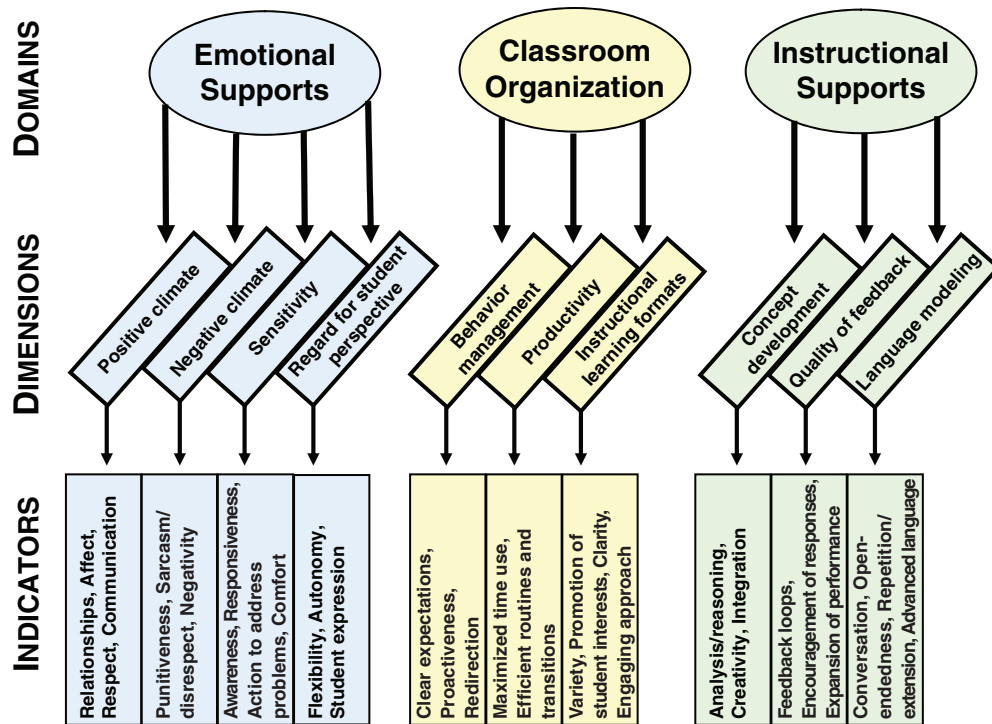 DOMAINS
Emotional
Supports
Classroom
Organization
Instructional
Supports
DIMENSIONS
Positive climate
Negative climate
Sensitivity
Regard for student
perspective
Behavior
management
Productivity
Instructional
learning formats
Concept
development
Quality of feedback
Language modeling
INDICATORS
Relationships, Affect,
Respect, Communication
Punitiveness, Sarcasm/
disrespect, Negativity
Awareness, Responsiveness,
Action to address
problems, Comfort
Flexibility, Autonomy,
Student expression
Clear expectations,
Proactiveness,
Redirection
Maximized time use,
Efficient routines and
transitions
Variety, Promotion of
student interests, Clarity,
Engaging approach
Analysis/reasoning,
Creativity, Integration
Feedback loops,
Encouragement of responses,
Expansion of performance
Conversation, Open-
endedness, Repetition/
extension, Advanced language